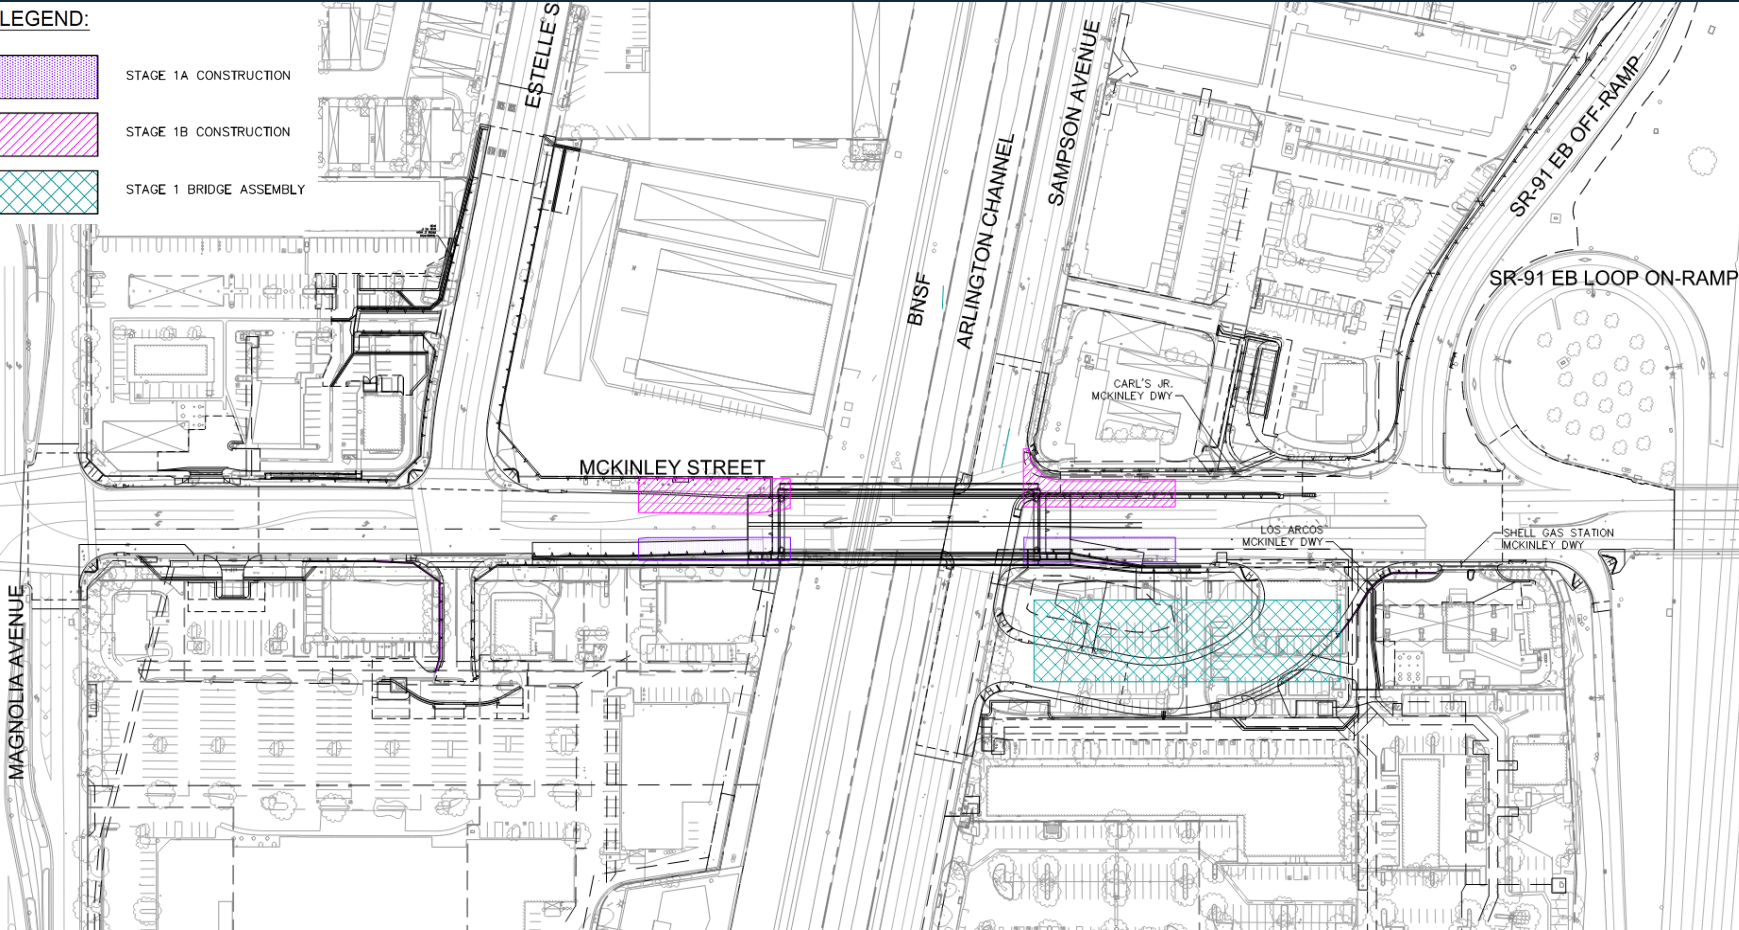 LEGEND:
STAGE 1A CONSTRUCTION
STAGE 1B CONSTRUCTION
STAGE 1 BRIDGE ASSEMBLY
ESTELLE S
SAMPSON AVENUE
ARLINGTON CHANNEL
BNSF
SR-91 EB OFF-RAMP
SR-91 EB LOOP ON-RAMP
CARL'S JR.
MCKINLEY DWY
MCKINLEY STREET
LOS ARCOS
MCKINLEY DWY
SHELL GAS STATION
MCKINLEY DWY
MAGNOLIA AVENUE